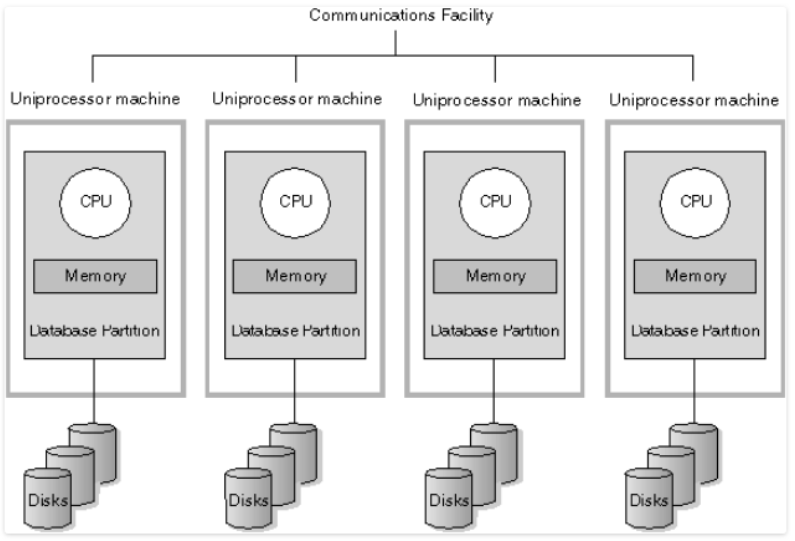 Communications Facility
Uniprocessor machine
Uniprocessor machine
Uniprocessor machine
Uniprocessor machine
CPU
CPU
CPU
CPU
Memory
Memory
Memory
Memory
Database Partition
Database Partition
Database Partition
Database Partition
Disks
Disks
Disks
Disks